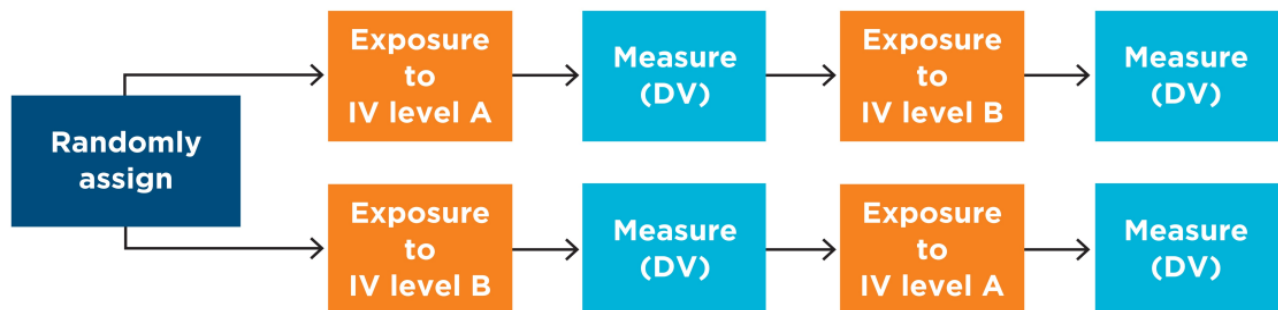 Randomly
assign
Exposure
to
IV level A
Measure
(DV)
Exposure
to
IV level B
Measure
(DV)
Exposure
to
IV level B
Measure
(DV)
Exposure
to
IV level A
Measure
(DV)